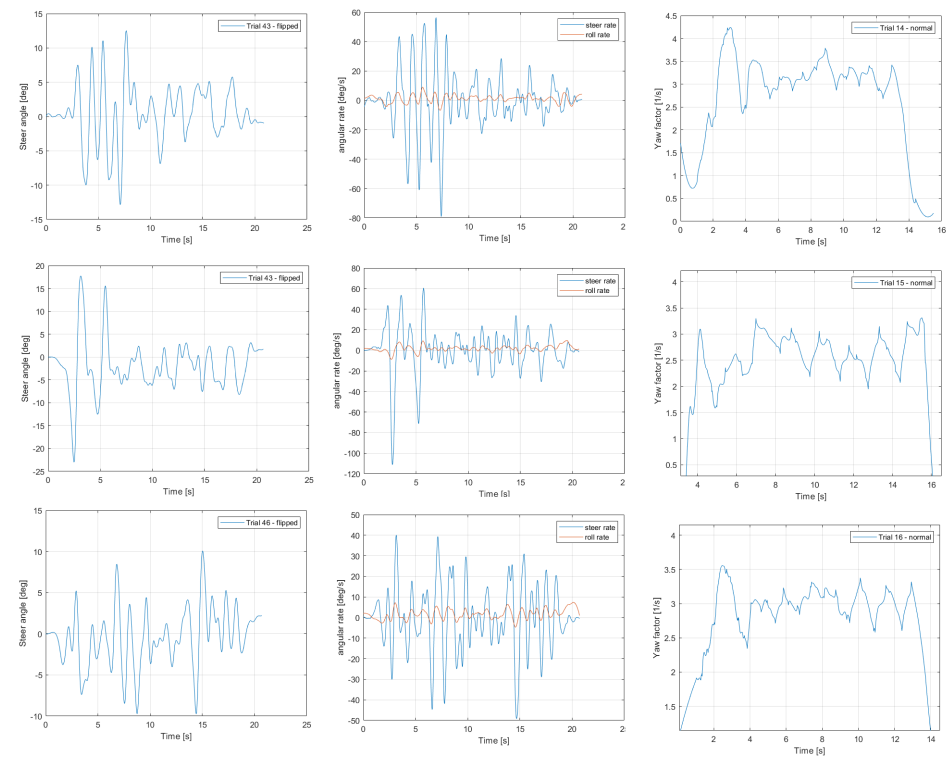 15
10
5
0
-5
-10
-15
Steer angle [deg]
Trial 43 - flipped
0 5 10 15 20 25
Time [s]
60
40
20
0
-20
-40
-60
-80
angular rate [deg/s]
steer rate
roll rate
0 5 10 15 20 2
Time [s]
4.5
4
3.5
3
2.5
2
1.5
1
0.5
0
Yaw factor [1/s]
Trial 14 - normal
0 2 4 6 8 10 12 14 16
Time [s]
20
15
10
5
0
-5
-10
-15
-20
-25
Steer angle [deg]
Trial 43 - flipped
0 5 10 15 20 25
Time [s]
80
60
40
20
0
-20
-40
-60
-80
-100
-120
angular rate [deg/s]
steer rate
roll rate
0 5 10 15 20 2
Time [s]
4
3.5
3
2.5
2
1.5
1
0.5
Yaw factor [1/s]
Trial 15 - normal
4 6 8 10 12 14 16
Time [s]
15
10
5
0
-5
-10
Steer angle [deg]
Trial 46 - flipped
0 5 10 15 20 25
Time [s]
50
40
30
20
10
0
-10
-20
-30
-40
-50
angular rate [deg/s]
steer rate
roll rate
0 5 10 15 20 2
Time [s]
4
3.5
3
2.5
2
1.5
Yaw factor [1/s]
Trial 16 - normal
2 4 6 8 10 12 14
Time [s]